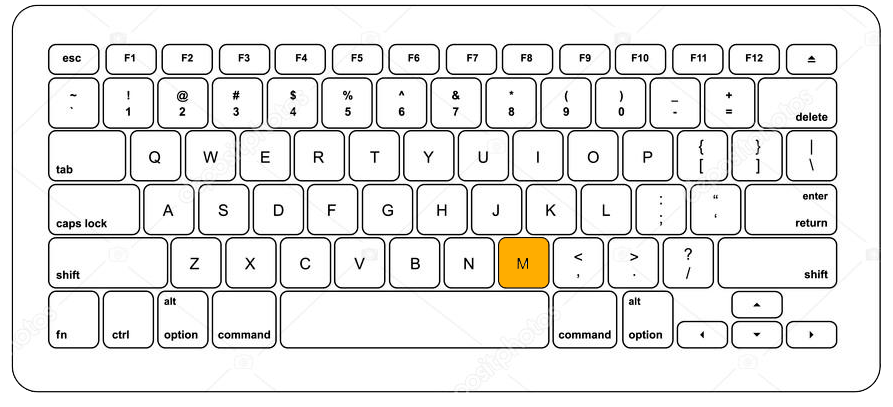 esc F1 F2 F3 F4 F5 F6 F7 F8 F9 F10 F11 F12
~ ! @ # $ % ^ & * ( ) _ +
` 1 2 3 4 5 6 7 8 9 0 - = delete
tab Q W E R T Y U I O P { [ } ] | \
caps lock A S D F G H J K L : ; “ ‘ enter return
shift Z X C V B N M < , > . ? / shift
fn ctrl alt option command command alt option